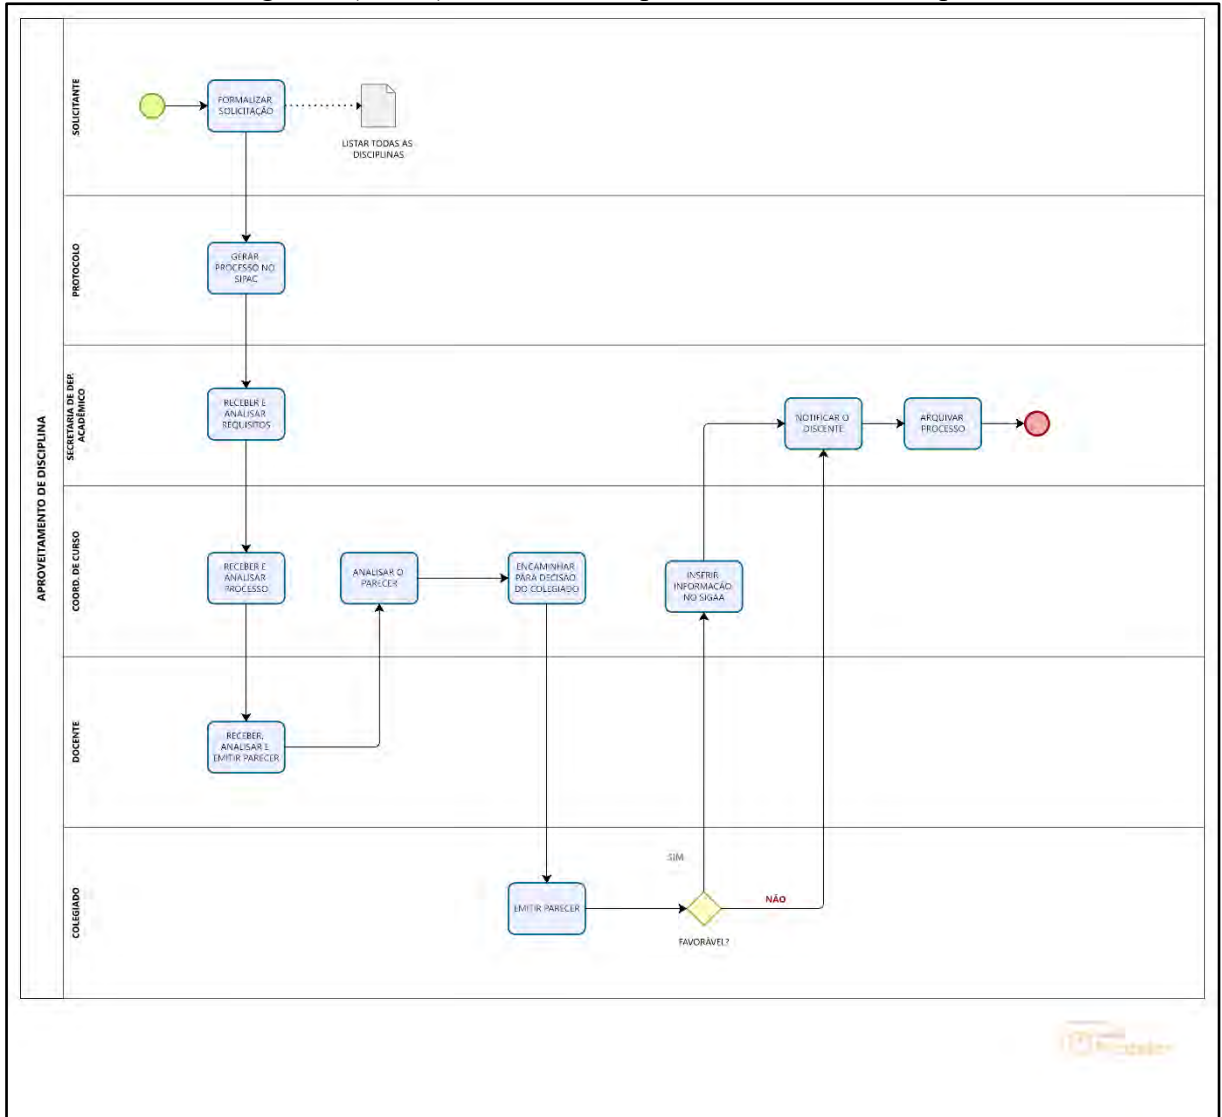 APROVEITAMENTO DE DISCIPLINA
SOLICITANTE
FORMALIZAR
SOLICITAÇÃO
LISTAR TODAS AS
DISCIPLINAS
PROTOCOLO
GERAR
PROCESSO NO
SIPAC
SECRETARIA DE DEP.
ACADÊMICO
RECEBER E
ANALISAR
REQUISITOS
NOTIFICAR O
DISCENTE
ARQUIVAR
PROCESSO
COORD. DE CURSO
RECEBER E
ANALISAR
PROCESSO
ANALISAR O
PARECER
ENCAMINHAR
PARA DECISÃO
DO COLEGIADO
INSERIR
INFORMAÇÃO
NO SIGAA
DOCENTE
RECEBER,
ANALISAR E
EMITIR PARECER
COLEGIADO
EMITIR PARECER
SIM
NÃO
FAVORÁVEL?